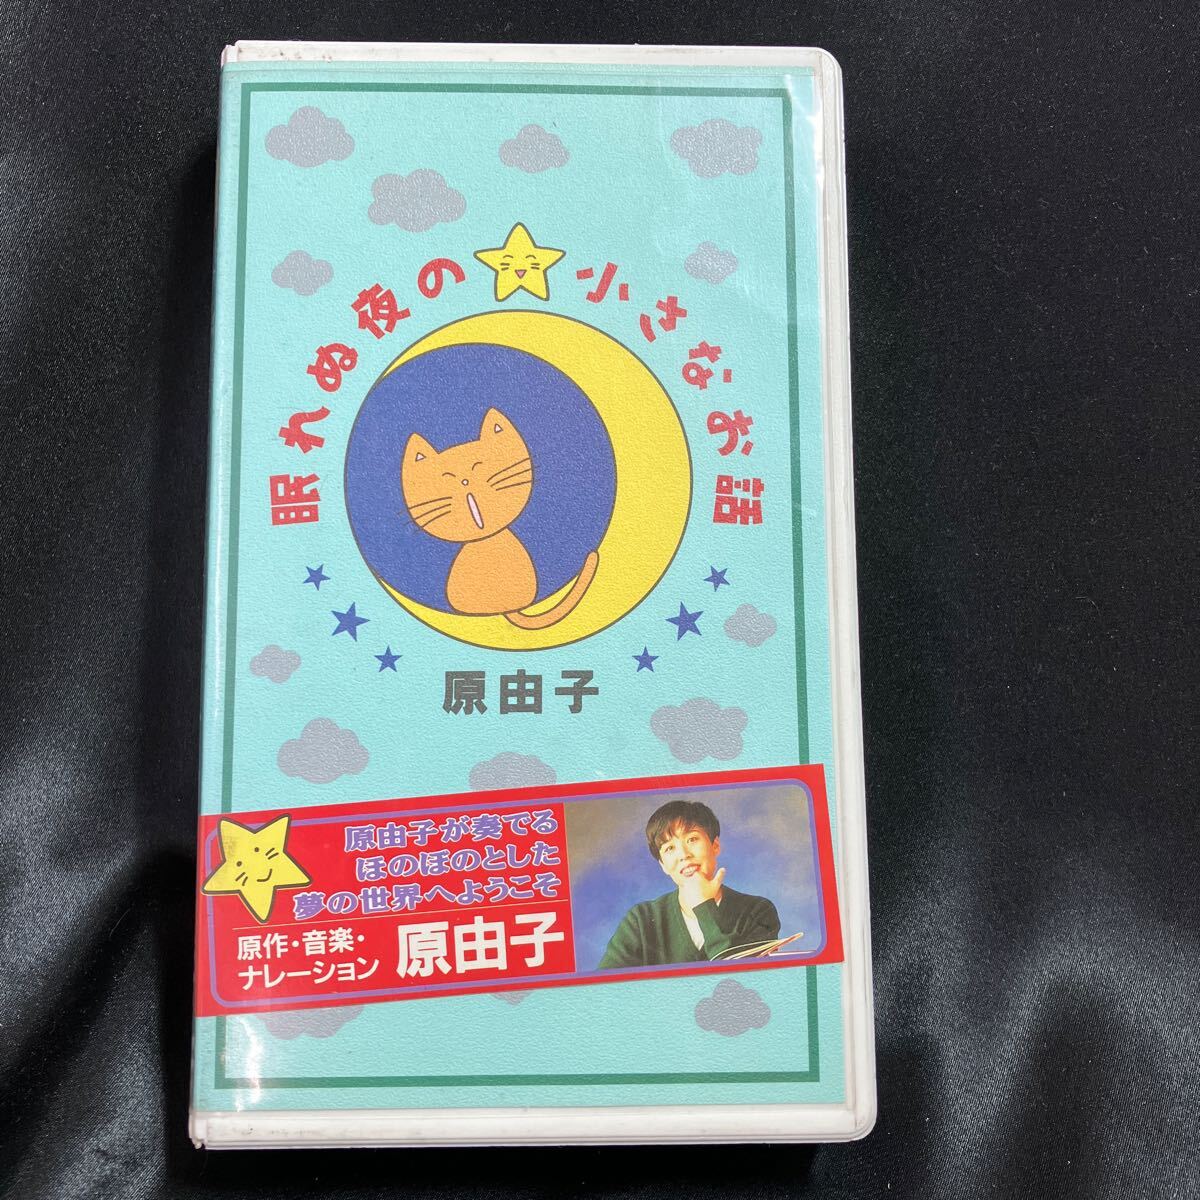 眠れぬ夜の小さなお話
原由子
原由子が奏でる
ほのぼのとした
夢の世界へようこそ
原作・音楽・
ナレーション
原由子